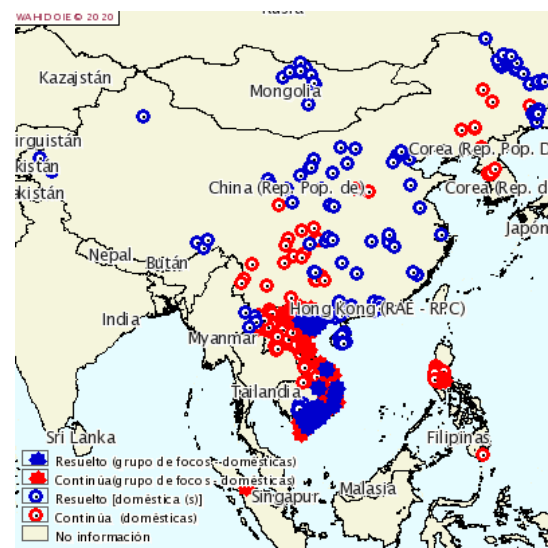 WAHID OIE © 2020
Rusia
Kazajstán
Mongolia
irguistán
kistán
kistán
China (Rep. Pop. de)
Corea (Rep. Pop. D
Corea (Rep. d
Japón
Nepal
Bután
India
Hong Kong (RAE - RPC)
Myanmar
Tailandia
Sri Lanka
Filipinas
Malasia
Singapur
Resuelto (grupo de focos - domésticas)
Continúa (grupo de focos - domésticas)
Resuelto [doméstica (s)]
Continúa (domésticas)
No información